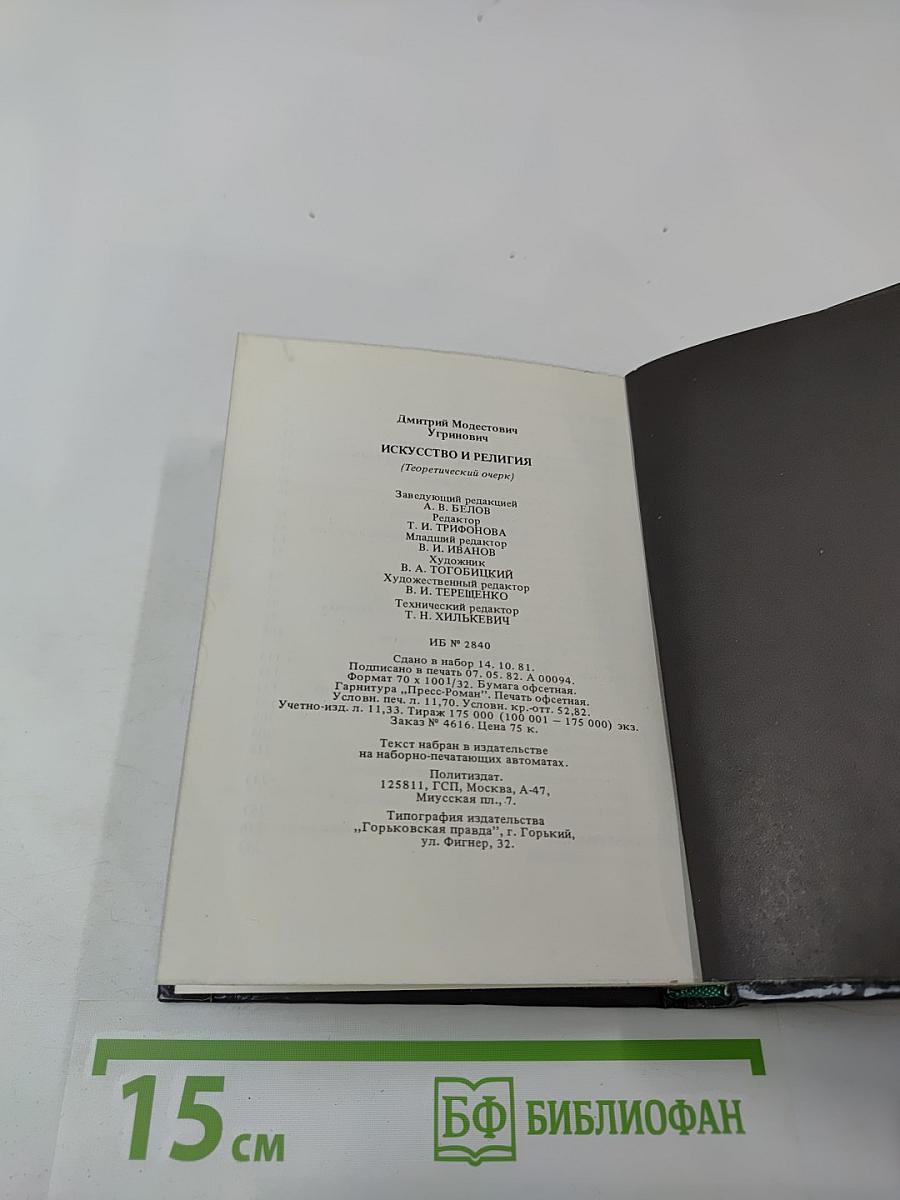 Дмитрий Модестович
Угринович
ИСКУССТВО И РЕЛИГИЯ
(Теоретический очерк)
Заведующий редакцией
А. В. БЕЛОВ
Редактор
Т. И. ТРИФОНОВА
Младший редактор
В. И. ИВАНОВ
Художник
В. А. ТОГОБИЦКИЙ
Художественный редактор
В. И. ТЕРЕЩЕНКО
Технический редактор
Т. Н. ХИЛЬКЕВИЧ
ИБ № 2840
Сдано в набор 14. 10. 81.
Подписано в печать 07. 05. 82. А 00094.
Формат 70 х 100 1/32. Бумага офсетная.
Гарнитура „Пресс-Роман”. Печать офсетная.
Условн. печ. л. 11,70. Условн. кр.-отт. 52,82.
Учетно-изд. л. 11,33. Тираж 175 000 (100 001 — 175 000) экз.
Заказ № 4616. Цена 75 к.
Текст набран в издательстве
на наборно-печатающих автоматах.
Политиздат.
125811, ГСП, Москва, А-47,
Миусская пл., 7.
Типография издательства
„Горьковская правда”, г. Горький,
ул. Фигнер, 32.
15 см
БФ БИБЛИОФАН